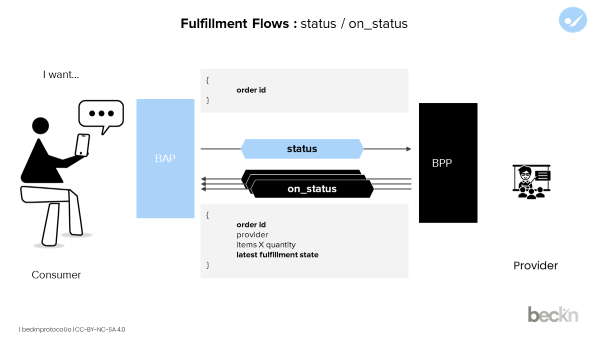 Fulfillment Flows : status / on_status
I want...
{
order id
}
BAP
status
BPP
on_status
{
order id
provider
items X quantity
latest fulfillment state
}
Consumer
Provider
beckn
| becknprotocol.io | CC-BY-NC-SA 4.0